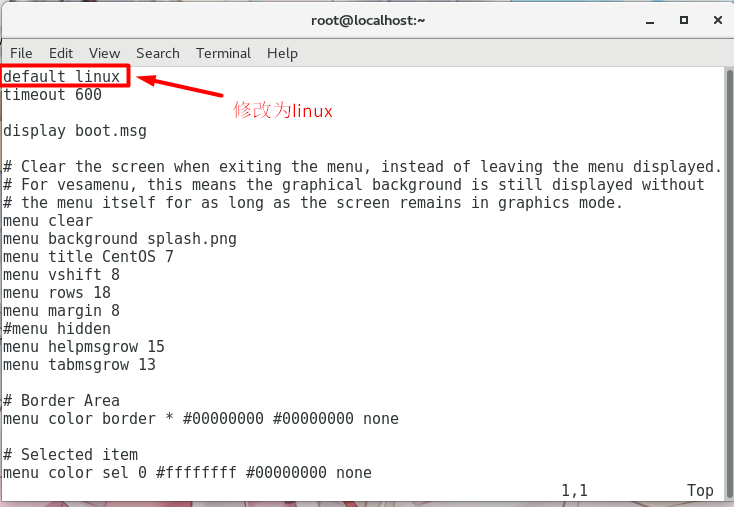 root@localhost:~
File Edit View Search Terminal Help
default linux
timeout 600
修改为linux
display boot.msg
# Clear the screen when exiting the menu, instead of leaving the menu displayed.
# For vesamenu, this means the graphical background is still displayed without
# the menu itself for as long as the screen remains in graphics mode.
menu clear
menu background splash.png
menu title CentOS 7
menu vshift 8
menu rows 18
menu margin 8
#menu hidden
menu helpmsgrow 15
menu tabmsgrow 13
# Border Area
menu color border * #00000000 #00000000 none
# Selected item
menu color sel 0 #ffffffff #00000000 none
1,1 Top